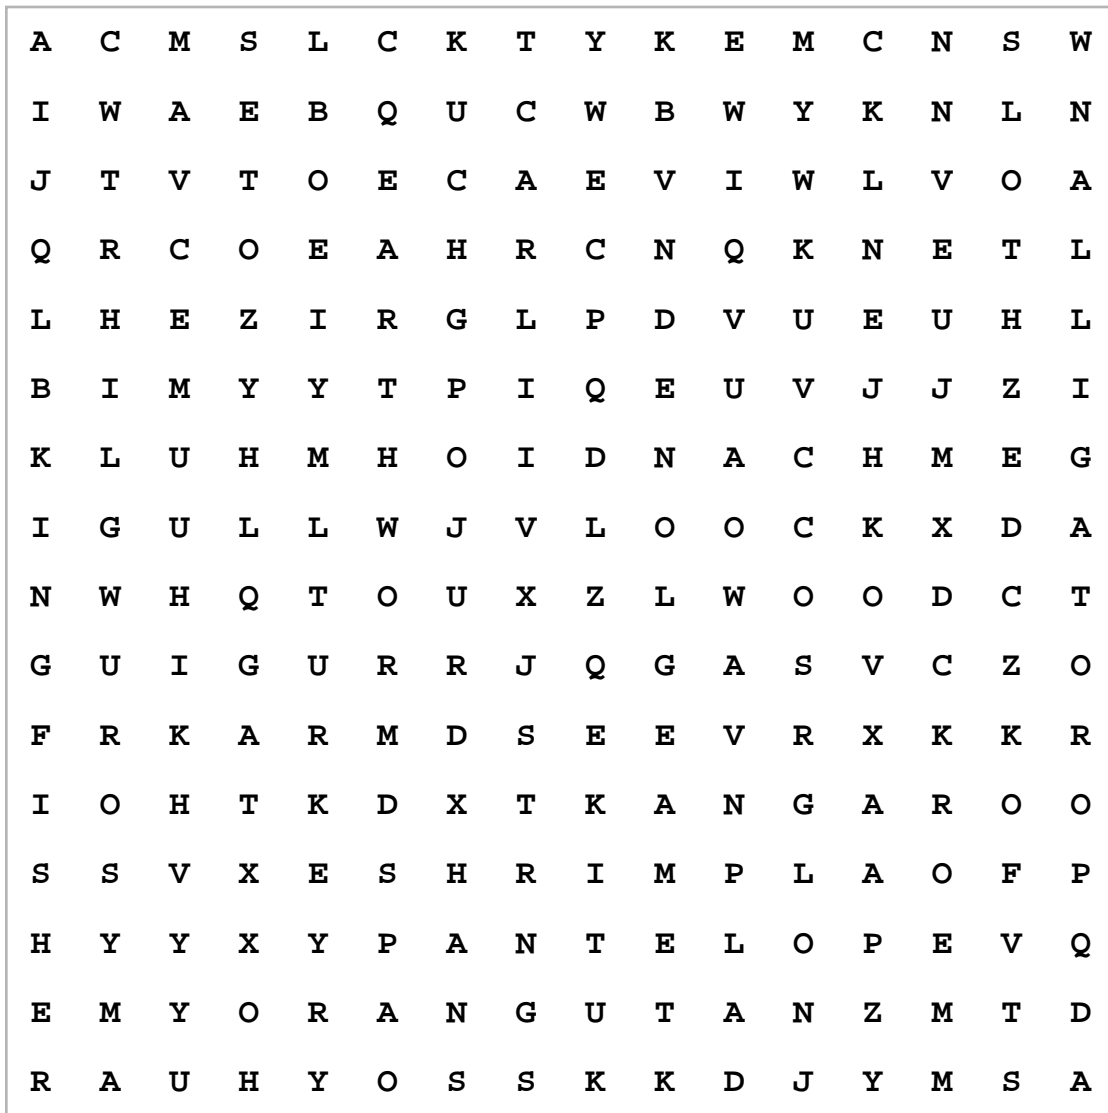 A C M S L C K T Y K E M C N S W
I W A E B Q U C W B W Y K N L N
J T V T O E C A E V I W L V O A
Q R C O E A H R C N Q K N E T L
L H E Z I R G L P D V U E U H L
B I M Y Y T P I Q E U V J J Z I
K L U H M H O I D N A C H M E G
I G U L L W J V L O O C K X D A
N W H Q T O U X Z L W O O D C T
G U I G U R R J Q G A S V C Z O
F R K A R M D S E E V R X K K R
I O H T K D X T K A N G A R O O
S S V X E S H R I M P L A O F P
H Y Y X Y P A N T E L O P E V Q
E M Y O R A N G U T A N Z M T D
R A U H Y O S S K K D J Y M S A